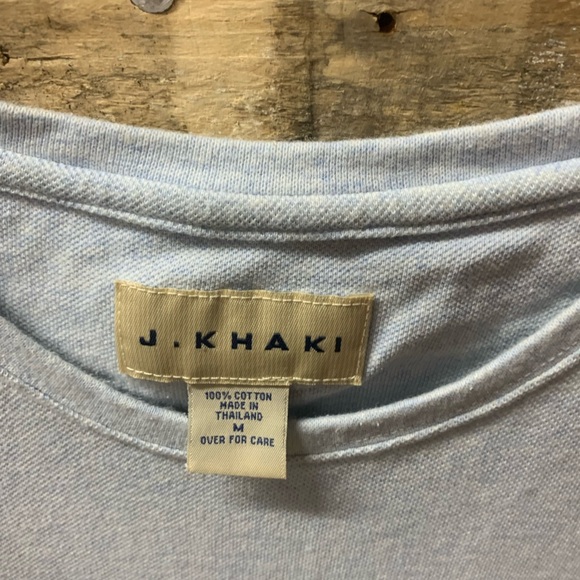 J. KHAKI
100% COTTON
MADE IN
THAILAND
M
OVER FOR CARE